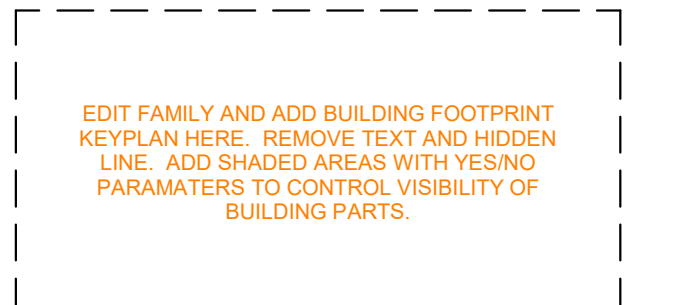 EDIT FAMILY AND ADD BUILDING FOOTPRINT
KEYPLAN HERE.  REMOVE TEXT AND HIDDEN
LINE.  ADD SHADED AREAS WITH YES/NO
PARAMATERS TO CONTROL VISIBILITY OF
BUILDING PARTS.